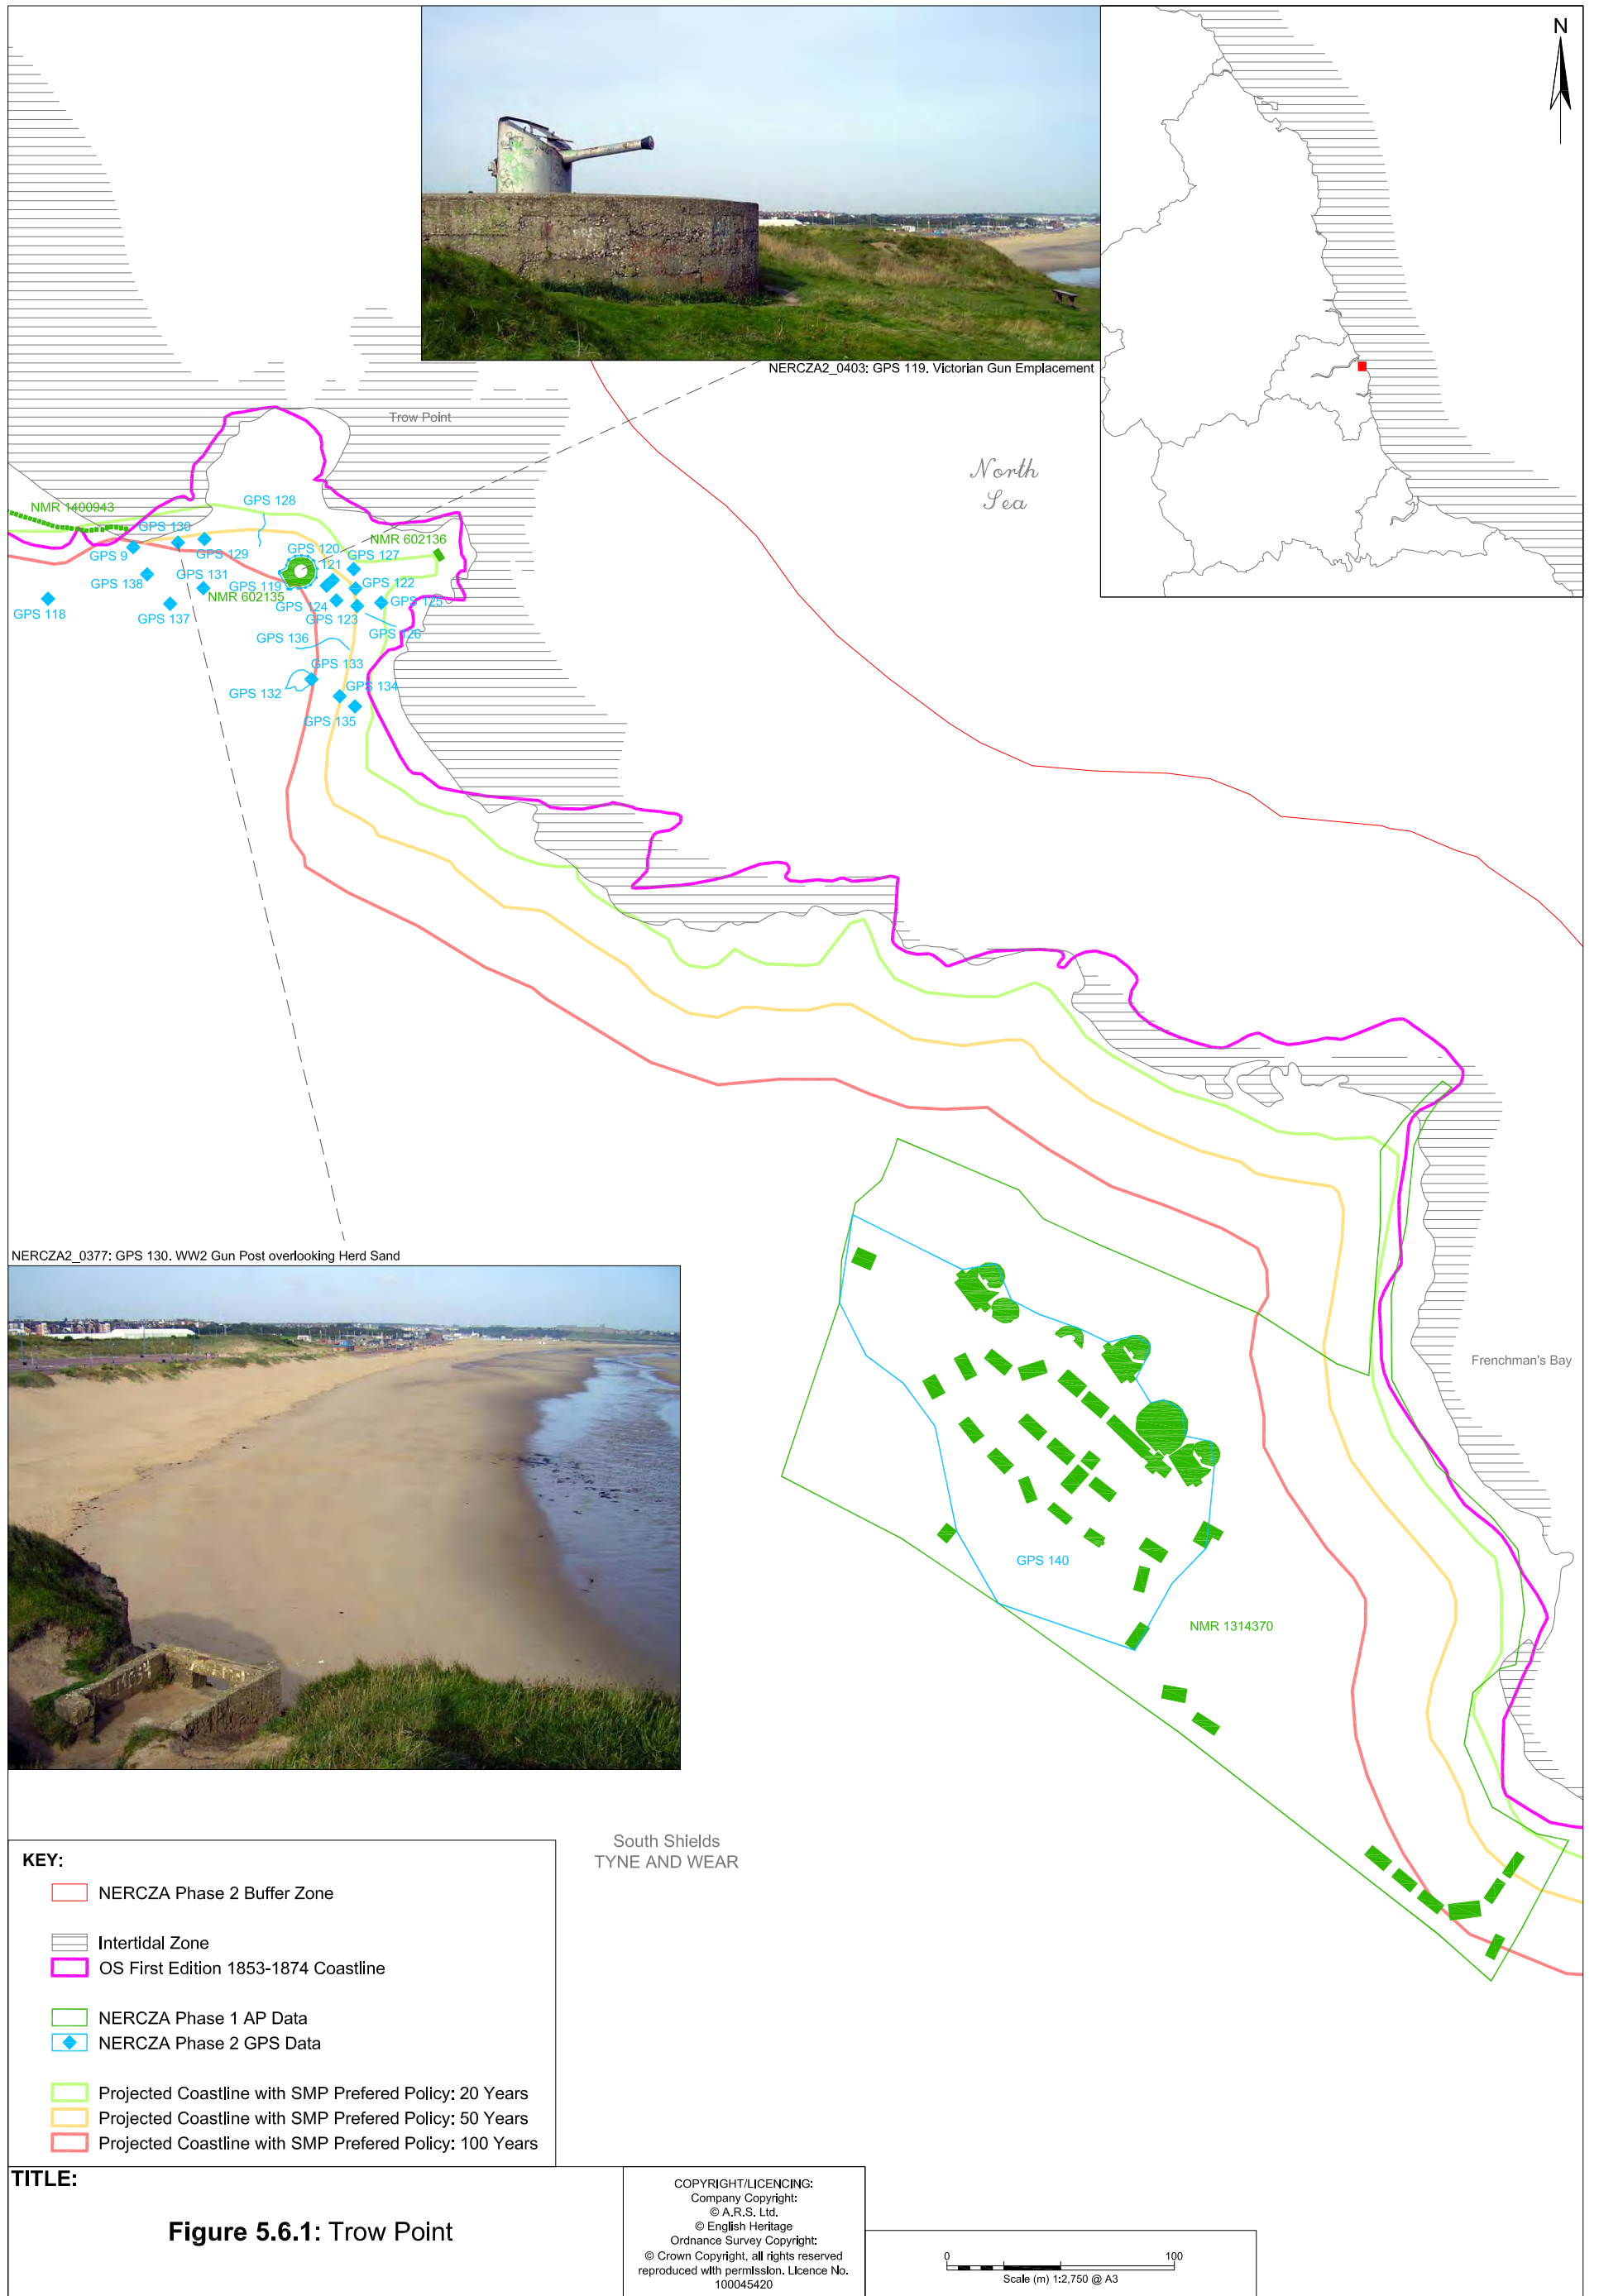 N
NERCZA2_0403: GPS 119. Victorian Gun Emplacement
Trow Point
North
Sea
NMR 1400943
GPS 128
GPS 130
GPS 9
GPS 129
GPS 120
NMR 602136
GPS 127
121
GPS 138
GPS 131
GPS 119
GPS 122
NMR 602135
GPS 118
GPS 137
GPS 124
GPS 125
GPS 123
GPS 126
GPS 136
GPS 133
GPS 132
GPS 134
GPS 135
NERCZA2_0377: GPS 130. WW2 Gun Post overlooking Herd Sand
Frenchman's Bay
GPS 140
NMR 1314370
South Shields
TYNE AND WEAR
KEY:
NERCZA Phase 2 Buffer Zone
Intertidal Zone
OS First Edition 1853-1874 Coastline
NERCZA Phase 1 AP Data
NERCZA Phase 2 GPS Data
Projected Coastline with SMP Prefered Policy: 20 Years
Projected Coastline with SMP Prefered Policy: 50 Years
Projected Coastline with SMP Prefered Policy: 100 Years
TITLE:
Figure 5.6.1: Trow Point
COPYRIGHT/LICENCING:
Company Copyright:
© A.R.S. Ltd.
© English Heritage
Ordnance Survey Copyright:
© Crown Copyright, all rights reserved
reproduced with permission. Licence No.
100045420
0 100
Scale (m) 1:2,750 @ A3